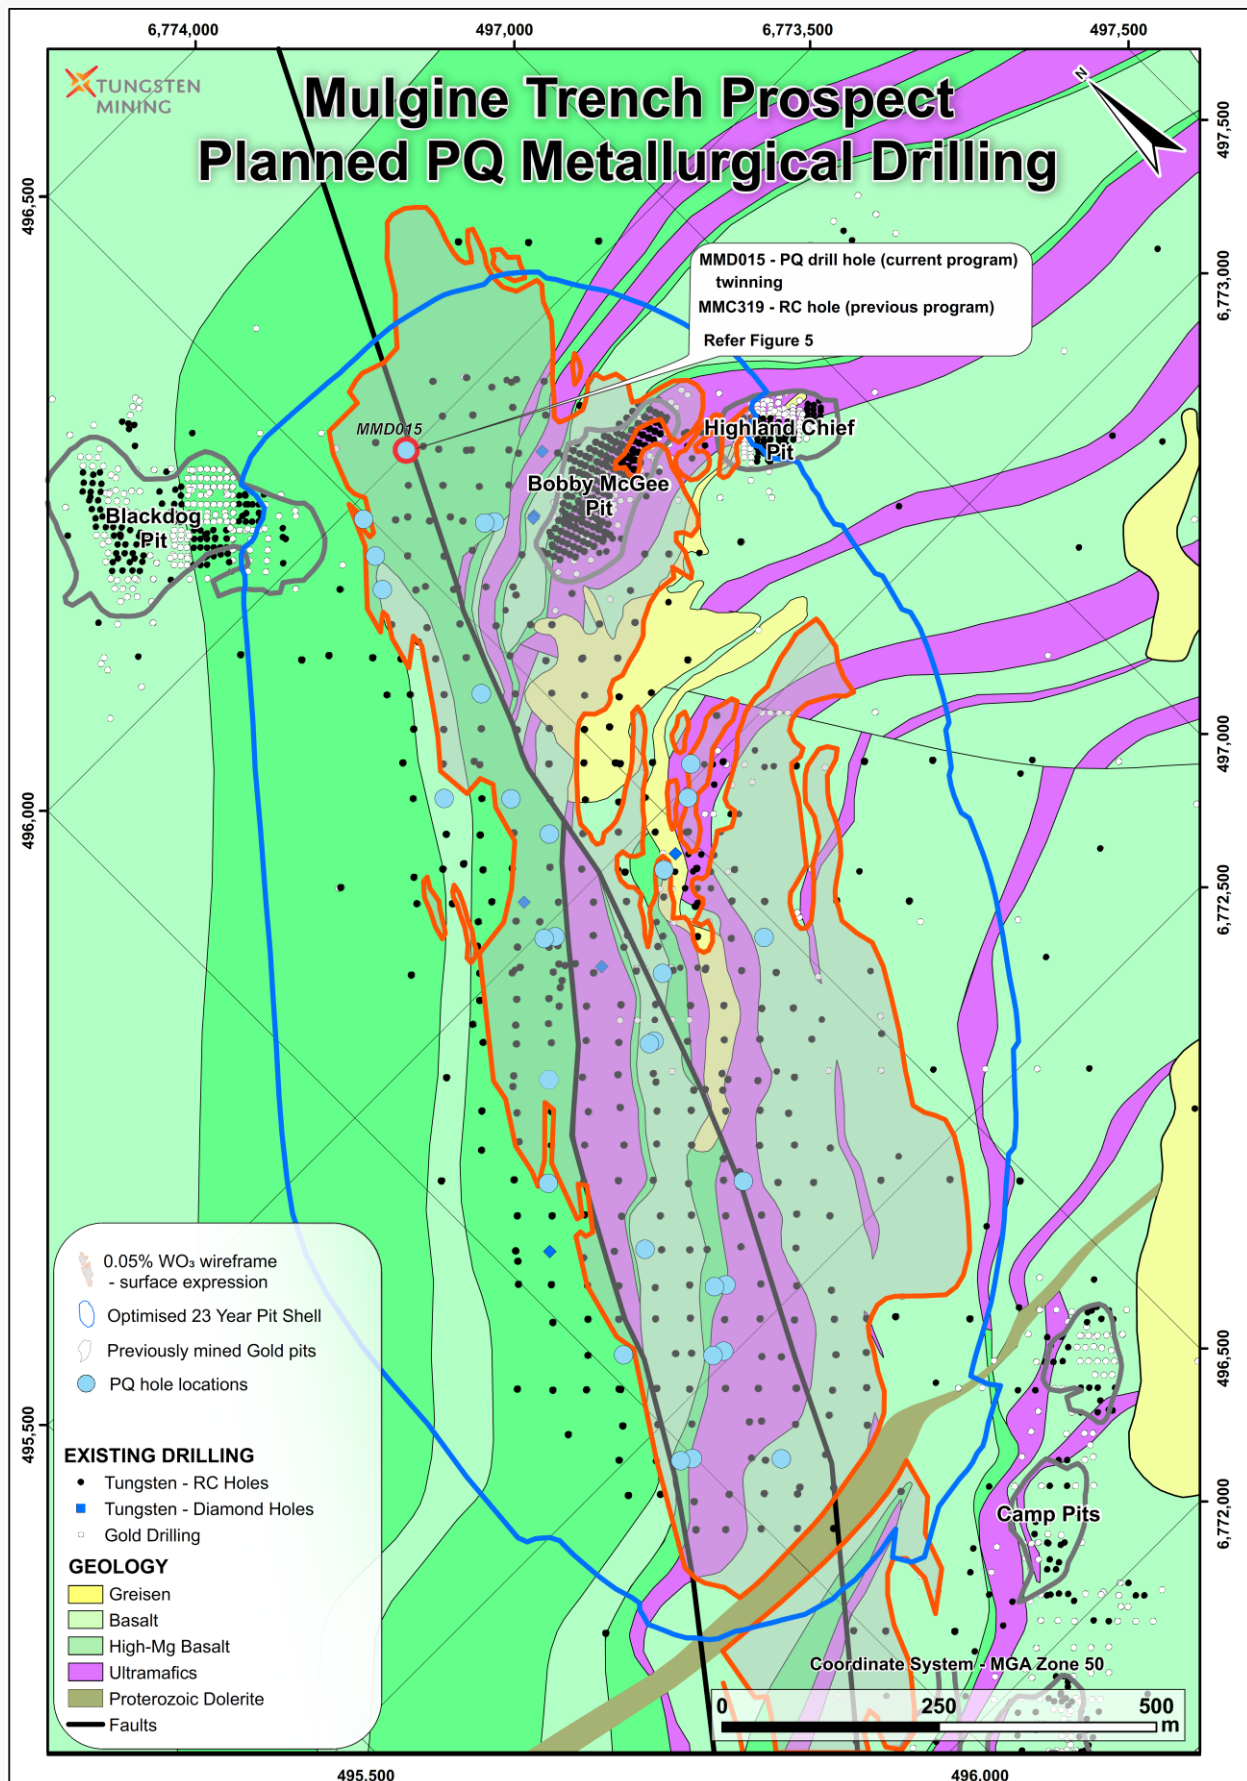 6,774,000
497,000
6,773,500
497,500
TUNGSTEN
MINING
Mulgine Trench Prospect
Planned PQ Metallurgical Drilling
N
497,500
496,500
6,773,000
MMD015 - PQ drill hole (current program)
twinning
MMC319 - RC hole (previous program)
Refer Figure 5
MMD015
Highland Chief
Pit
Bobby McGee
Pit
Blackdog
Pit
497,000
496,000
6,772,500
496,500
495,500
6,772,000
Camp Pits
0.05% WO₃ wireframe
- surface expression
Optimised 23 Year Pit Shell
Previously mined Gold pits
PQ hole locations
EXISTING DRILLING
Tungsten - RC Holes
Tungsten - Diamond Holes
Gold Drilling
GEOLOGY
Greisen
Basalt
High-Mg Basalt
Ultramafics
Proterozoic Dolerite
Faults
Coordinate System - MGA Zone 50
0 250 500
m
495,500
496,000